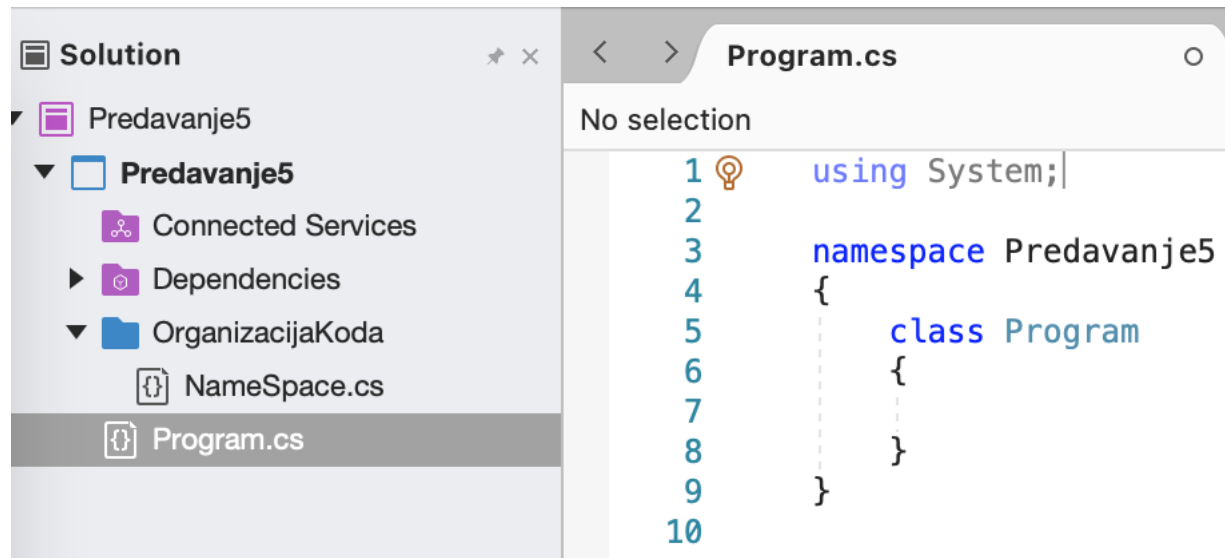 Solution
Predavanje5
Predavanje5
Connected Services
Dependencies
OrganizacijaKoda
{} NameSpace.cs
{} Program.cs
Program.cs
No selection
1 using System;
2
3 namespace Predavanje5
4 {
5 class Program
6 {
7
8 }
9 }
10